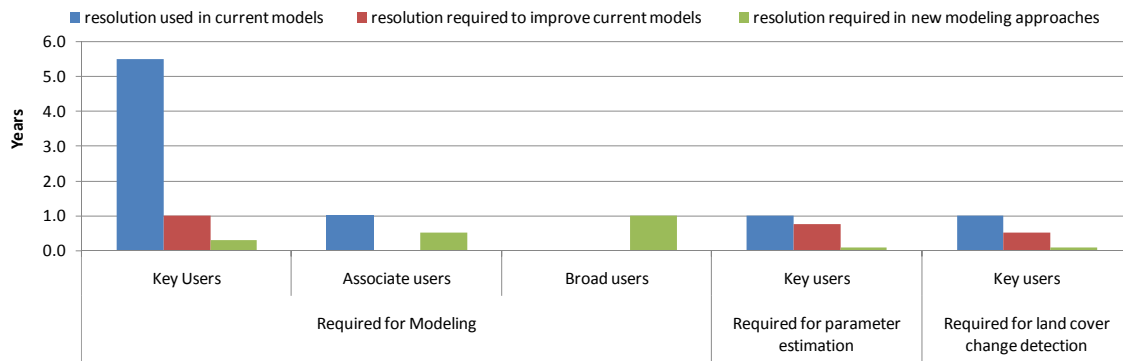 resolution used in current models resolution required to improve current models resolution required in new modeling approaches
6.0
5.0
4.0
3.0
2.0
1.0
0.0
Years
Key Users Associate users Broad users Key users Key users
Required for Modeling Required for parameter estimation Required for land cover change detection